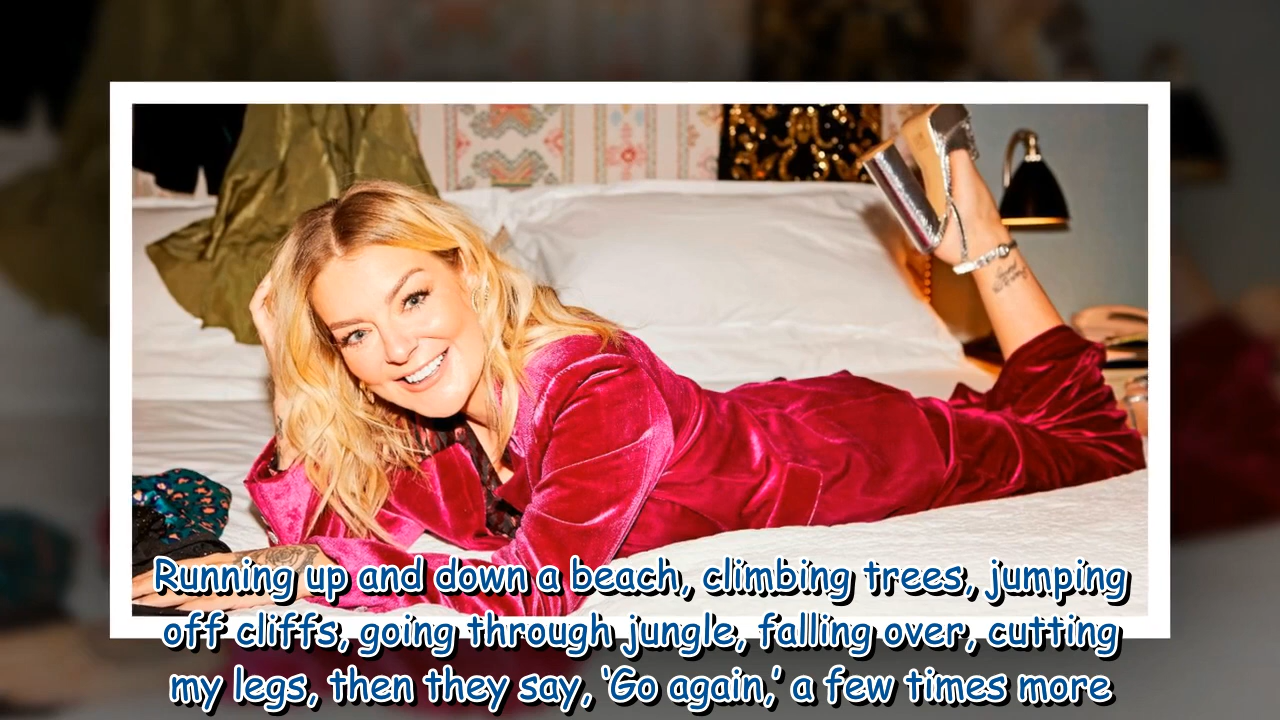 Running up and down a beach, climbing trees, jumping
off cliffs, going through jungle, falling over, cutting
my legs, then they say, ‘Go again,’ a few times more